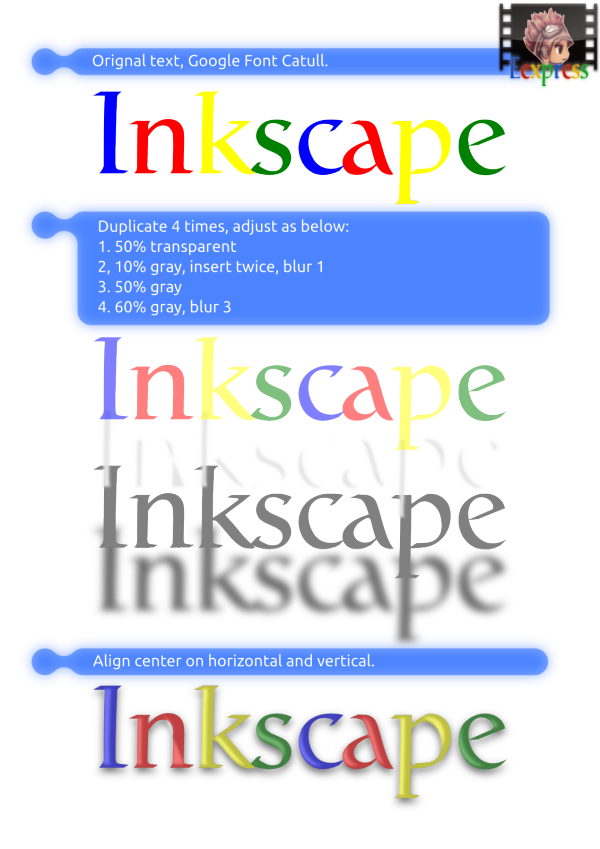 Orignal text, Google Font Catull.
Lexpress
Inkscape
Duplicate 4 times, adjust as below:
1. 50% transparent
2, 10% gray, insert twice, blur 1
3. 50% gray
4. 60% gray, blur 3
Inkscape
Inkscape
Inkscape
Inkscape
Align center on horizontal and vertical.
Inkscape